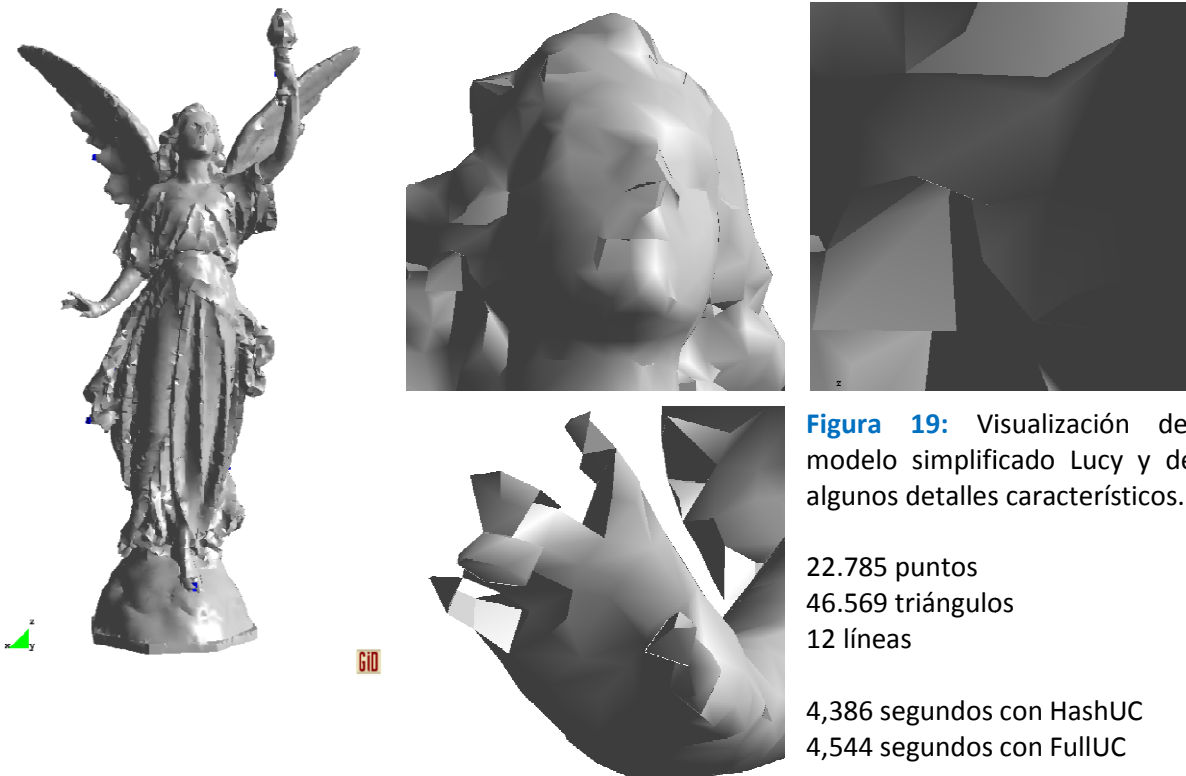 z
x y
GiD
z
Figura 19: Visualización de
modelo simplificado Lucy y de
algunos detalles característicos.
22.785 puntos
46.569 triángulos
12 líneas
4,386 segundos con HashUC
4,544 segundos con FullUC